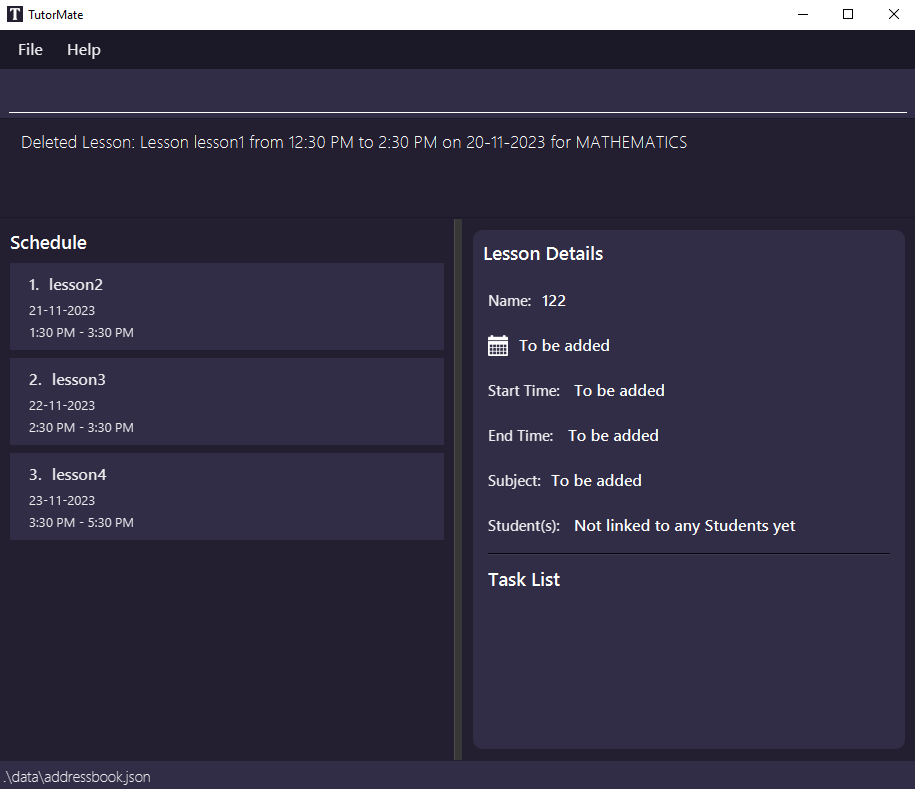 TutorMate
File Help
Deleted Lesson: Lesson lesson1 from 12:30 PM to 2:30 PM on 20-11-2023 for MATHEMATICS
Schedule
1. lesson2
21-11-2023
1:30 PM - 3:30 PM
2. lesson3
22-11-2023
2:30 PM - 3:30 PM
3. lesson4
23-11-2023
3:30 PM - 5:30 PM
Lesson Details
Name: 122
To be added
Start Time: To be added
End Time: To be added
Subject: To be added
Student(s): Not linked to any Students yet
Task List
.\data\addressbook.json